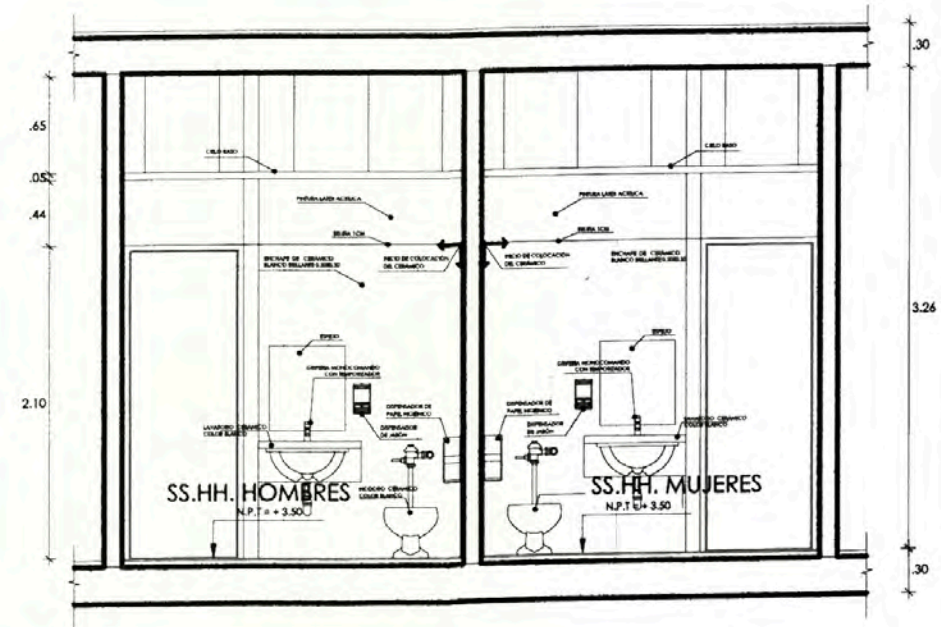 .30
.65
CIELO RASO
CIELO RASO
.05
.44
PINTURA LATEX ACRILICA
PINTURA LATEX ACRILICA
BRUÑA 1CM
BRUÑA 1CM
ENCHAPE DE CERAMICO
BLANCO BRILLANTE
INICIO DE COLOCACION
DEL CERAMICO
INICIO DE COLOCACION
DEL CERAMICO
ENCHAPE DE CERAMICO
BLANCO BRILLANTE
3.26
ESPEJO
ESPEJO
GRIFERIA MONOCOMANDO
CON TEMPORIZADOR
GRIFERIA MONOCOMANDO
CON TEMPORIZADOR
2.10
DISPENSADOR DE
PAPEL HIGIENICO
DISPENSADOR DE
PAPEL HIGIENICO
LAVATORIO CERAMICO
COLOR BLANCO
DISPENSADOR
DE JABÓN
DISPENSADOR
DE JABÓN
LAVATORIO CERAMICO
COLOR BLANCO
SS.HH. HOMBRES
N.P.T = + 3.50
INODORO CERAMICO
COLOR BLANCO
SS.HH. MUJERES
N.P.T = + 3.50
.30